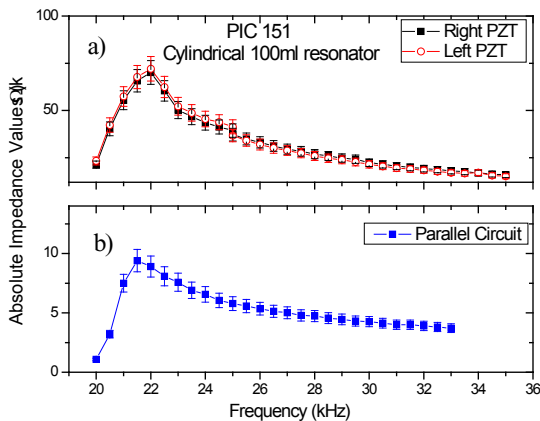 a)
PIC 151
Cylindrical 100ml resonator
Right PZT
Left PZT
100
50
b)
Parallel Circuit
10
5
0
20 22 24 26 28 30 32 34 36
Frequency (kHz)
Absolute Impedance ValuesΩk